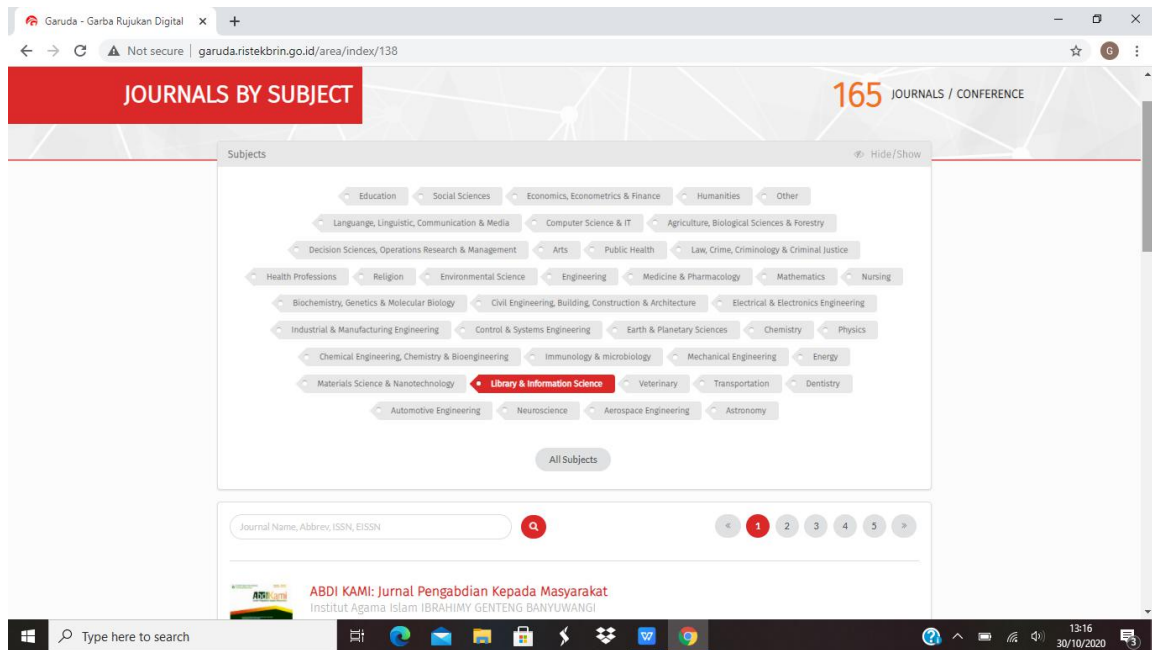 Garuda - Garba Rujukan Digital
Not secure | garuda.ristekbrin.go.id/area/index/138
G
JOURNALS BY SUBJECT
165 JOURNALS / CONFERENCE
Subjects Hide/Show
Education Social Sciences Economics, Econometrics & Finance Humanities Other
Languange, Linguistic, Communication & Media Computer Science & IT Agriculture, Biological Sciences & Forestry
Decision Sciences, Operations Research & Management Arts Public Health Law, Crime, Criminology & Criminal Justice
Health Professions Religion Environmental Science Engineering Medicine & Pharmacology Mathematics Nursing
Biochemistry, Genetics & Molecular Biology Civil Engineering, Building, Construction & Architecture Electrical & Electronics Engineering
Industrial & Manufacturing Engineering Control & Systems Engineering Earth & Planetary Sciences Chemistry Physics
Chemical Engineering, Chemistry & Bioengineering Immunology & microbiology Mechanical Engineering Energy
Materials Science & Nanotechnology Library & Information Science Veterinary Transportation Dentistry
Automotive Engineering Neuroscience Aerospace Engineering Astronomy
All Subjects
Journal Name, Abbrev, ISSN, EISSN « 1 2 3 4 5 »
ABDI KAMI: Jurnal Pengabdian Kepada Masyarakat
AbdiKami
Institut Agama Islam IBRAHIMY GENTENG BANYUWANGI
Type here to search
13:16
30/10/2020
3